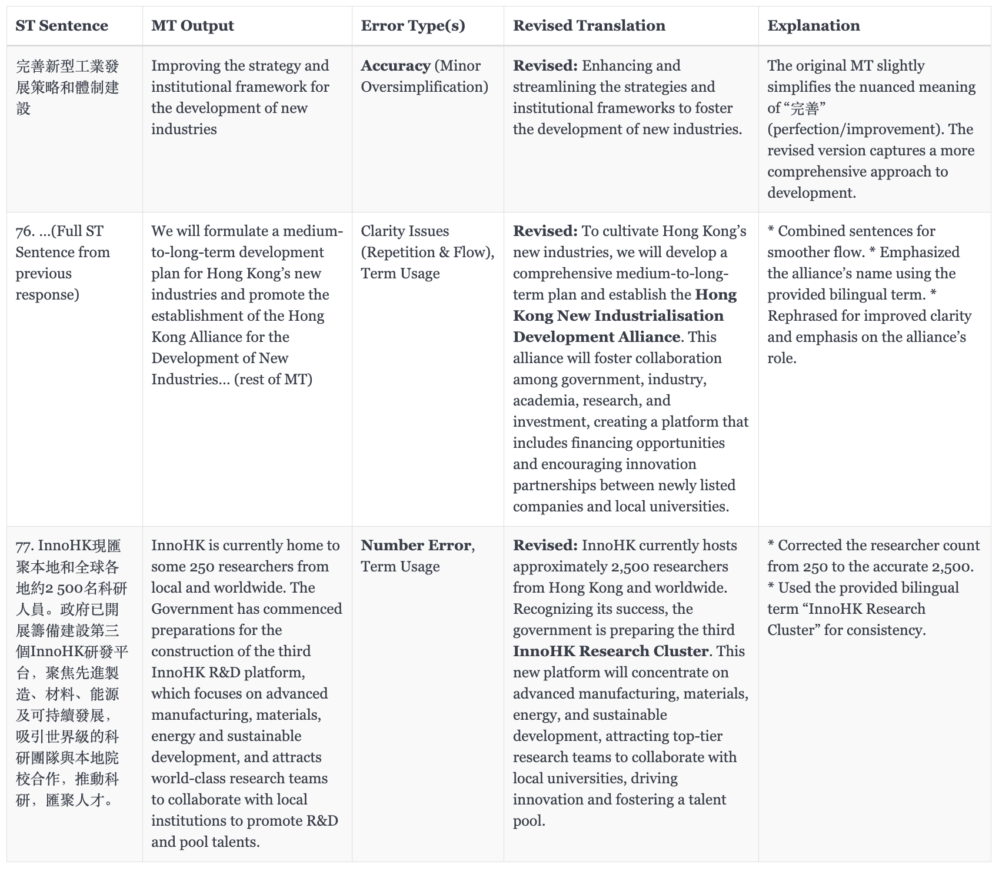 ST Sentence
MT Output
Error Type(s)
Revised Translation
Explanation
完善新型工業發
展策略和體制建
設
Improving the strategy and
institutional framework for
the development of new
industries
Accuracy (Minor
Oversimplification)
Revised: Enhancing and
streamlining the strategies and
institutional frameworks to foster
the development of new industries.
The original MT slightly
simplifies the nuanced meaning
of “完善”
(perfection/improvement). The
revised version captures a more
comprehensive approach to
development.
76. ...(Full ST
Sentence from
previous
response)
We will formulate a medium-
to-long-term development
plan for Hong Kong’s new
industries and promote the
establishment of the Hong
Kong Alliance for the
Development of New
Industries... (rest of MT)
Clarity Issues
(Repetition & Flow),
Term Usage
Revised: To cultivate Hong Kong’s
new industries, we will develop a
comprehensive medium-to-long-
term plan and establish the Hong
Kong New Industrialisation
Development Alliance. This
alliance will foster collaboration
among government, industry,
academia, research, and
investment, creating a platform that
includes financing opportunities
and encouraging innovation
partnerships between newly listed
companies and local universities.
* Combined sentences for
smoother flow. * Emphasized
the alliance’s name using the
provided bilingual term. *
Rephrased for improved clarity
and emphasis on the alliance’s
role.
77. InnoHK現匯
聚本地和全球各
地約2 500名科研
人員。政府已開
展籌備建設第三
個InnoHK研發平
台，聚焦先進製
造、材料、能源
及可持續發展，
吸引世界級的科
研團隊與本地院
校合作，推動科
研，匯聚人才。
InnoHK is currently home to
some 250 researchers from
local and worldwide. The
Government has commenced
preparations for the
construction of the third
InnoHK R&D platform,
which focuses on advanced
manufacturing, materials,
energy and sustainable
development, and attracts
world-class research teams
to collaborate with local
institutions to promote R&D
and pool talents.
Number Error,
Term Usage
Revised: InnoHK currently hosts
approximately 2,500 researchers
from Hong Kong and worldwide.
Recognizing its success, the
government is preparing the third
InnoHK Research Cluster. This
new platform will concentrate on
advanced manufacturing, materials,
energy, and sustainable
development, attracting top-tier
research teams to collaborate with
local universities, driving
innovation and fostering a talent
pool.
* Corrected the researcher count
from 250 to the accurate 2,500.
* Used the provided bilingual
term “InnoHK Research
Cluster” for consistency.